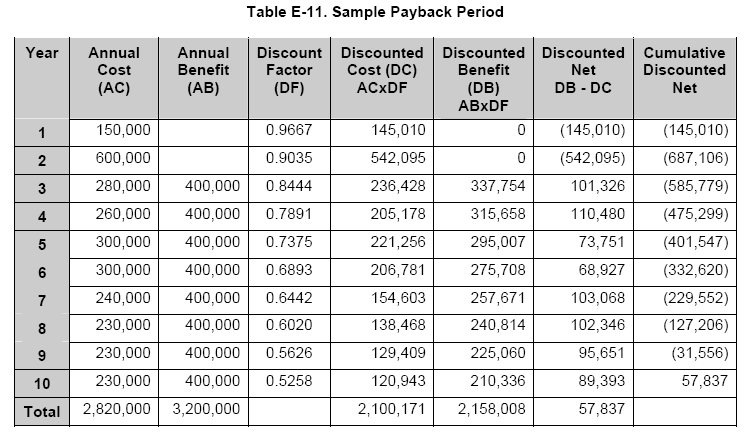 Table E-11. Sample Payback Period
Year Annual Cost (AC) Annual Benefit (AB) Discount Factor (DF) Discounted Cost (DC) ACxDF Discounted Benefit (DB) ABxDF Discounted Net DB - DC Cumulative Discounted Net
1 150,000 0.9667 145,010 0 (145,010) (145,010)
2 600,000 0.9035 542,095 0 (542,095) (687,106)
3 280,000 400,000 0.8444 236,428 337,754 101,326 (585,779)
4 260,000 400,000 0.7891 205,178 315,658 110,480 (475,299)
5 300,000 400,000 0.7375 221,256 295,007 73,751 (401,547)
6 300,000 400,000 0.6893 206,781 275,708 68,927 (332,620)
7 240,000 400,000 0.6442 154,603 257,671 103,068 (229,552)
8 230,000 400,000 0.6020 138,468 240,814 102,346 (127,206)
9 230,000 400,000 0.5626 129,409 225,060 95,651 (31,556)
10 230,000 400,000 0.5258 120,943 210,336 89,393 57,837
Total 2,820,000 3,200,000 2,100,171 2,158,008 57,837